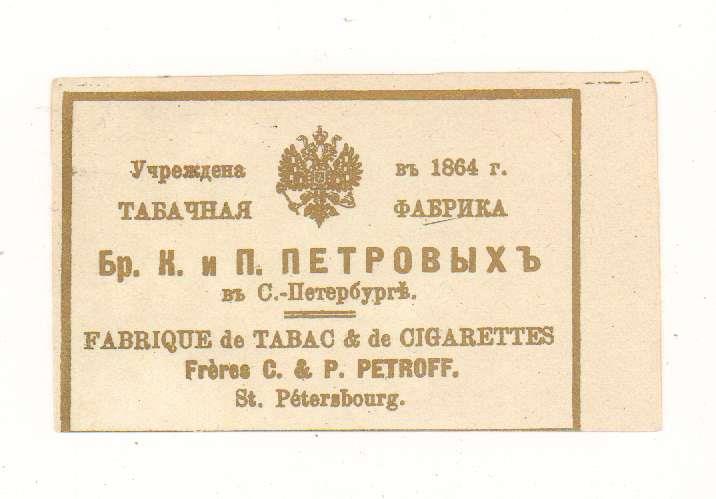 Учреждена въ 1864 г.
ТАБАЧНАЯ ФАБРИКА
Бр. К. и П. ПЕТРОВЫХЪ
въ С.-Петербургѣ.
FABRIQUE de TABAC & de CIGARETTES
Frères C. & P. PETROFF.
St. Pétersbourg.